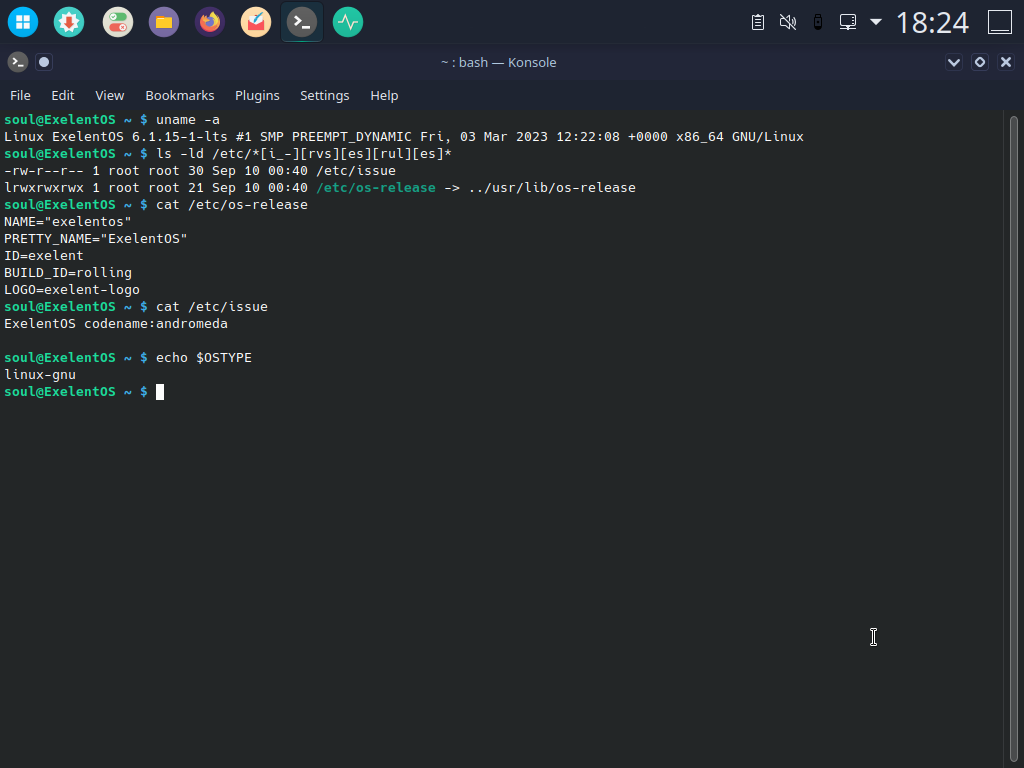 18:24
~ : bash — Konsole
File Edit View Bookmarks Plugins Settings Help
soul@ExelentOS ~ $ uname -a
Linux ExelentOS 6.1.15-1-lts #1 SMP PREEMPT_DYNAMIC Fri, 03 Mar 2023 12:22:08 +0000 x86_64 GNU/Linux
soul@ExelentOS ~ $ ls -ld /etc/*[i_-][rvs][es][rul][es]*
-rw-r--r-- 1 root root 30 Sep 10 00:40 /etc/issue
lrwxrwxrwx 1 root root 21 Sep 10 00:40 /etc/os-release -> ../usr/lib/os-release
soul@ExelentOS ~ $ cat /etc/os-release
NAME="exelentos"
PRETTY_NAME="ExelentOS"
ID=exelent
BUILD_ID=rolling
LOGO=exelent-logo
soul@ExelentOS ~ $ cat /etc/issue
ExelentOS codename:andromeda
soul@ExelentOS ~ $ echo $OSTYPE
linux-gnu
soul@ExelentOS ~ $